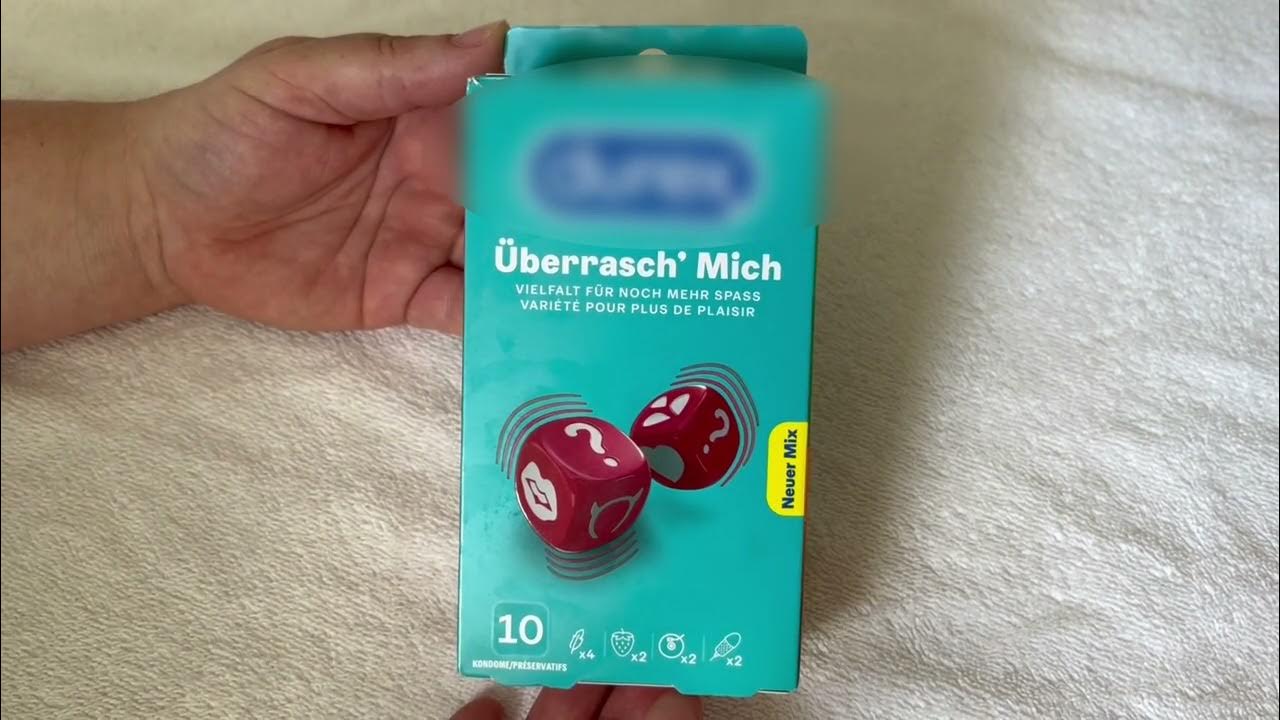 Überrasch' Mich
VIELFALT FÜR NOCH MEHR SPASS
VARIÉTÉ POUR PLUS DE PLAISIR
Neuer Mix
10
x4
x2
x2
x2
KONDOME/PRÉSERVATIFS